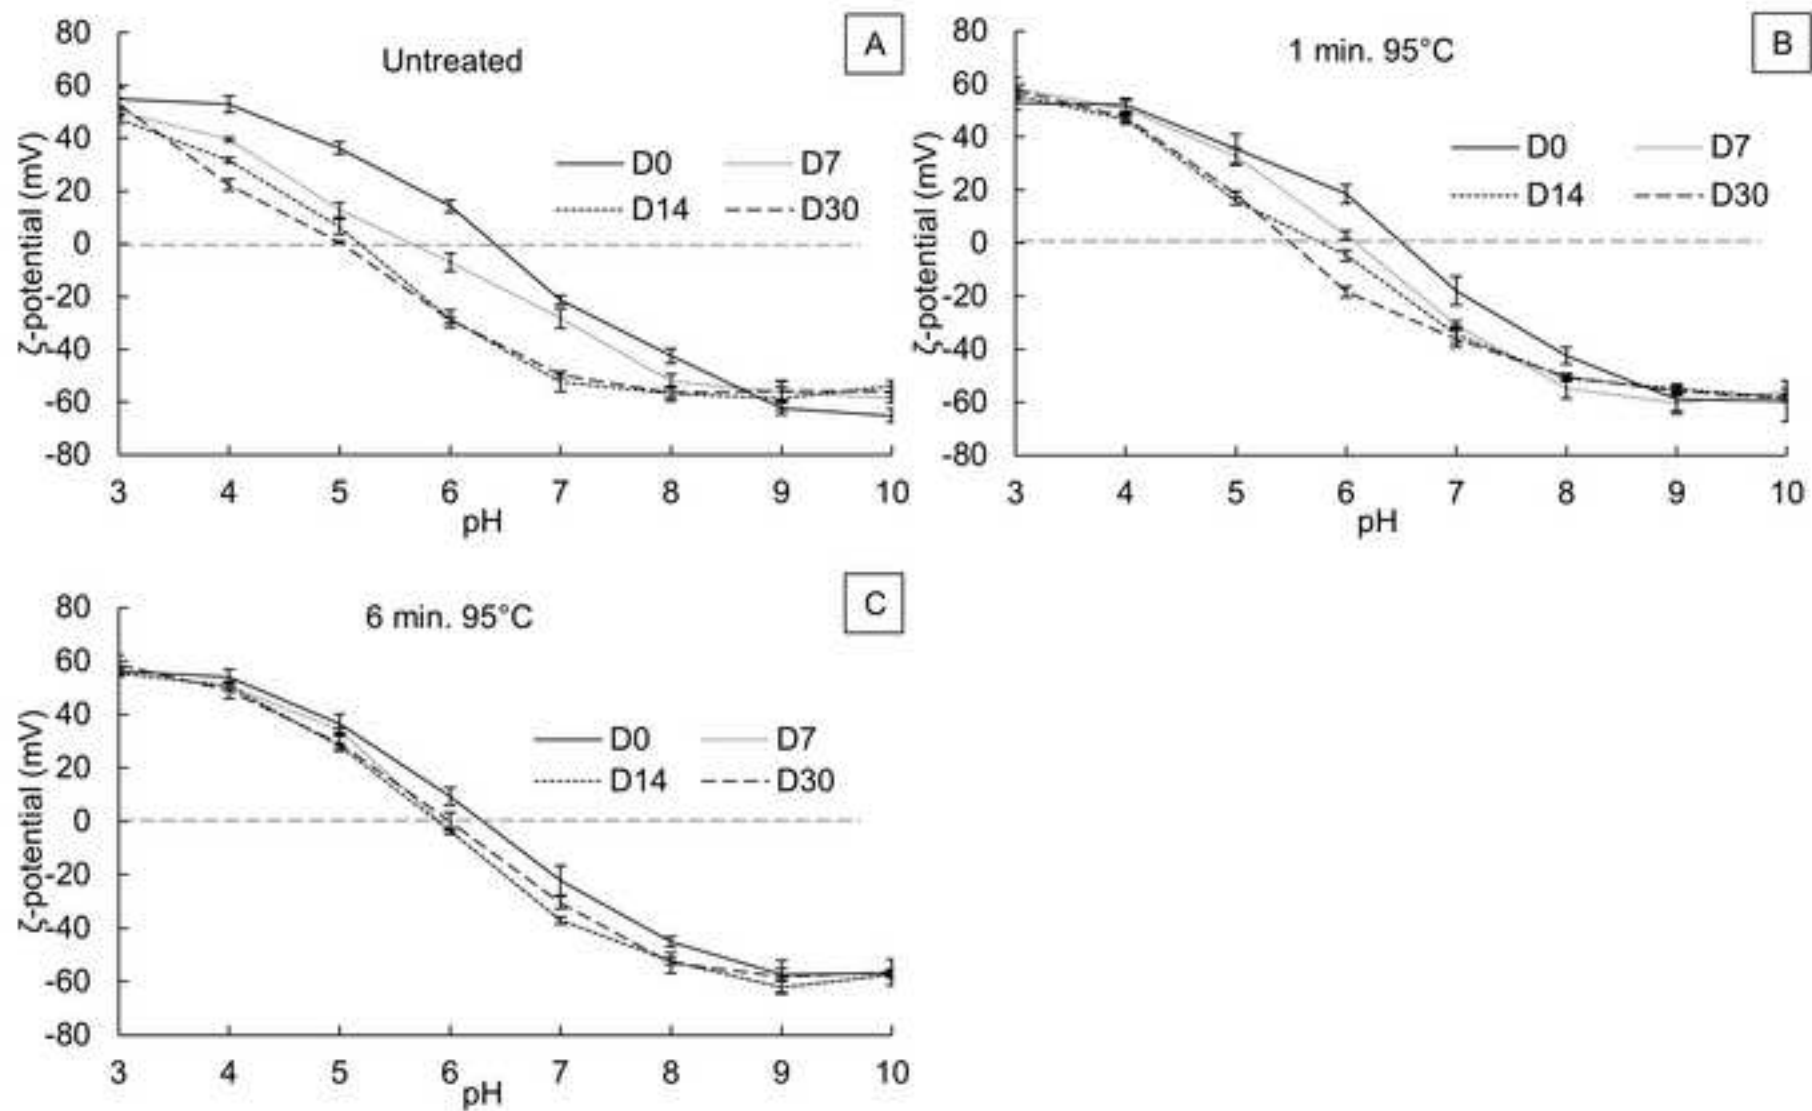 Untreated
A
80
60
40
20
0
-20
-40
-60
-80
ζ-potential (mV)
D0 D7
D14 D30
3 4 5 6 7 8 9 10
pH
1 min. 95°C
B
80
60
40
20
0
-20
-40
-60
-80
ζ-potential (mV)
D0 D7
D14 D30
3 4 5 6 7 8 9 10
pH
6 min. 95°C
C
80
60
40
20
0
-20
-40
-60
-80
ζ-potential (mV)
D0 D7
D14 D30
3 4 5 6 7 8 9 10
pH